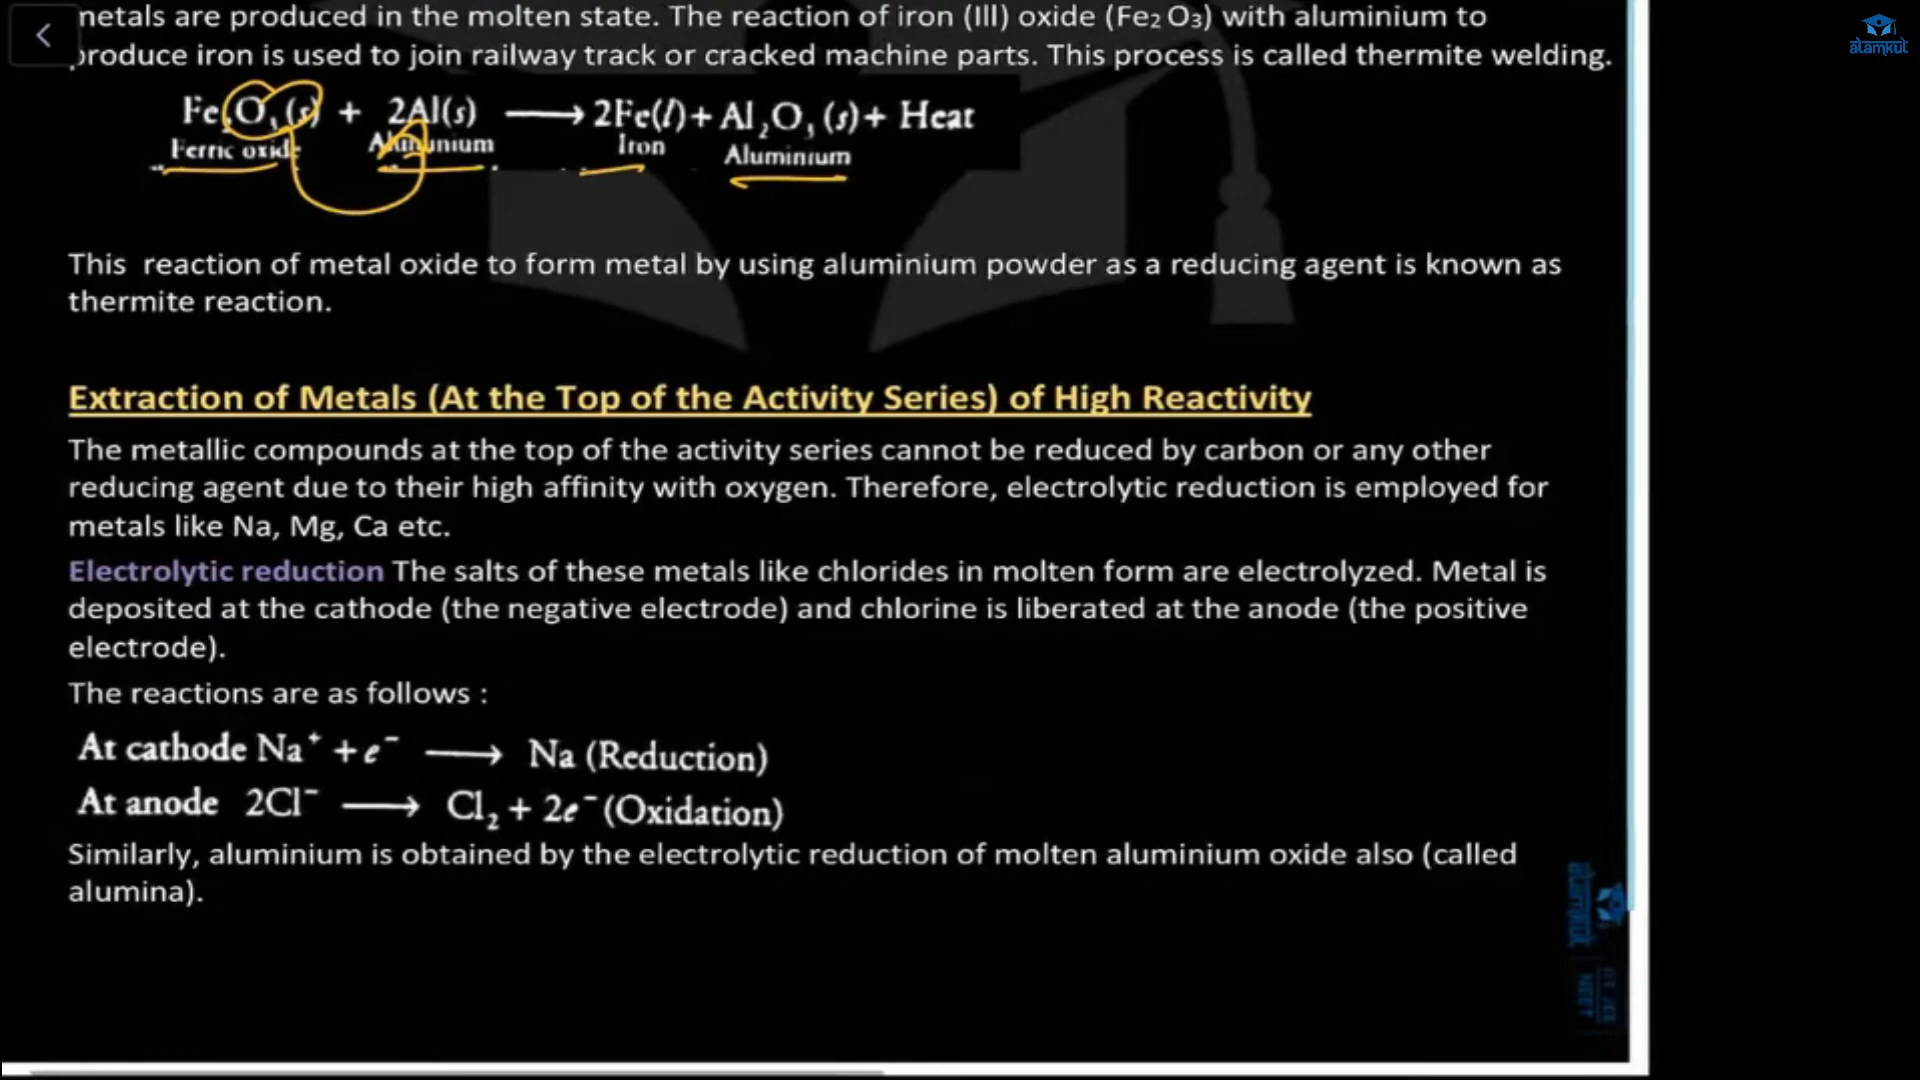 metals are produced in the molten state. The reaction of iron (III) oxide (Fe2 O3) with aluminium to
produce iron is used to join railway track or cracked machine parts. This process is called thermite welding.
Fe₂O₃(s) + 2Al(s) ⟶ 2Fe(l)+ Al₂O₃(s)+ Heat
Ferric oxide Aluminium Iron Aluminium
This reaction of metal oxide to form metal by using aluminium powder as a reducing agent is known as
thermite reaction.
Extraction of Metals (At the Top of the Activity Series) of High Reactivity
The metallic compounds at the top of the activity series cannot be reduced by carbon or any other
reducing agent due to their high affinity with oxygen. Therefore, electrolytic reduction is employed for
metals like Na, Mg, Ca etc.
Electrolytic reduction The salts of these metals like chlorides in molten form are electrolyzed. Metal is
deposited at the cathode (the negative electrode) and chlorine is liberated at the anode (the positive
electrode).
The reactions are as follows :
At cathode Na⁺ + e⁻ ⟶ Na (Reduction)
At anode 2Cl⁻ ⟶ Cl₂ + 2e⁻ (Oxidation)
Similarly, aluminium is obtained by the electrolytic reduction of molten aluminium oxide also (called
alumina).
alamkul
alamkul
IIT JEE
NEET